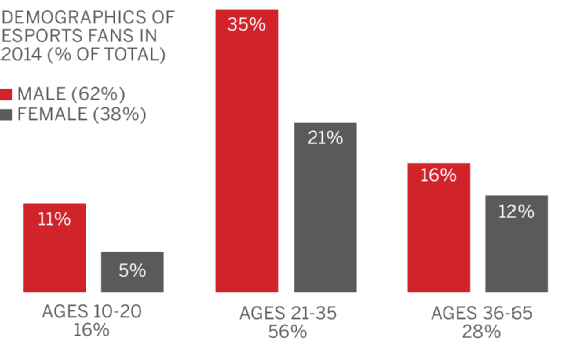 DEMOGRAPHICS OF
ESPORTS FANS IN
2014 (% OF TOTAL)
MALE (62%)
FEMALE (38%)
11%
5%
35%
21%
16%
12%
AGES 10-20
16%
AGES 21-35
56%
AGES 36-65
28%